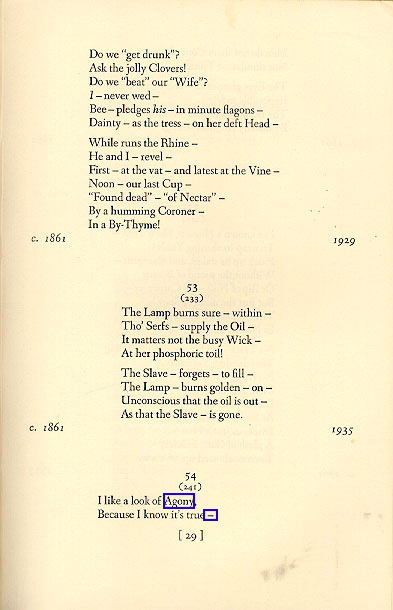 Do we “get drunk”?
Ask the jolly Clovers!
Do we “beat” our “Wife”?
I – never wed –
Bee – pledges his – in minute flagons –
Dainty – as the tress – on her deft Head –
While runs the Rhine –
He and I – revel –
First – at the vat – and latest at the Vine –
Noon – our last Cup –
“Found dead” – “of Nectar” –
By a humming Coroner –
In a By-Thyme!
c. 1861 1929
53
(233)
The Lamp burns sure – within –
Tho’ Serfs – supply the Oil –
It matters not the busy Wick –
At her phosphoric toil!
The Slave – forgets – to fill –
The Lamp – burns golden – on –
Unconscious that the oil is out –
As that the Slave – is gone.
c. 1861 1935
54
(241)
I like a look of Agony,
Because I know it’s true –
[ 29 ]